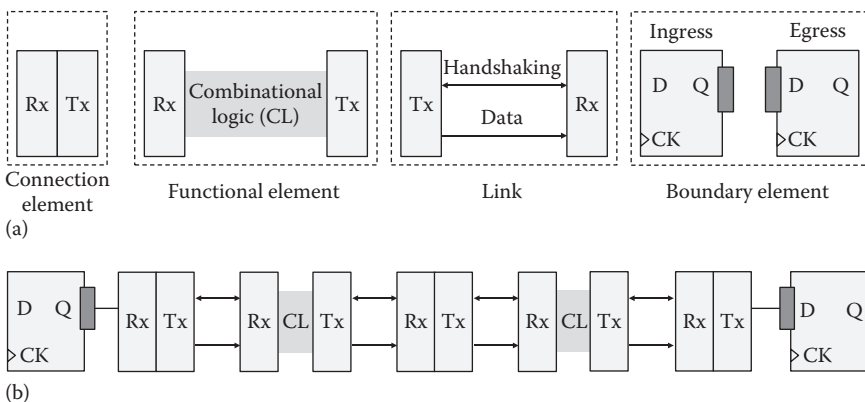 Ingress Egress
Rx Tx Rx Combinational logic (CL) Tx Tx Handshaking Data Rx D Q CK D Q CK
Connection element
Functional element
Link
Boundary element
(a)
D Q CK Rx Tx Rx CL Tx Rx Tx Rx CL Tx Rx Tx D Q CK
(b)